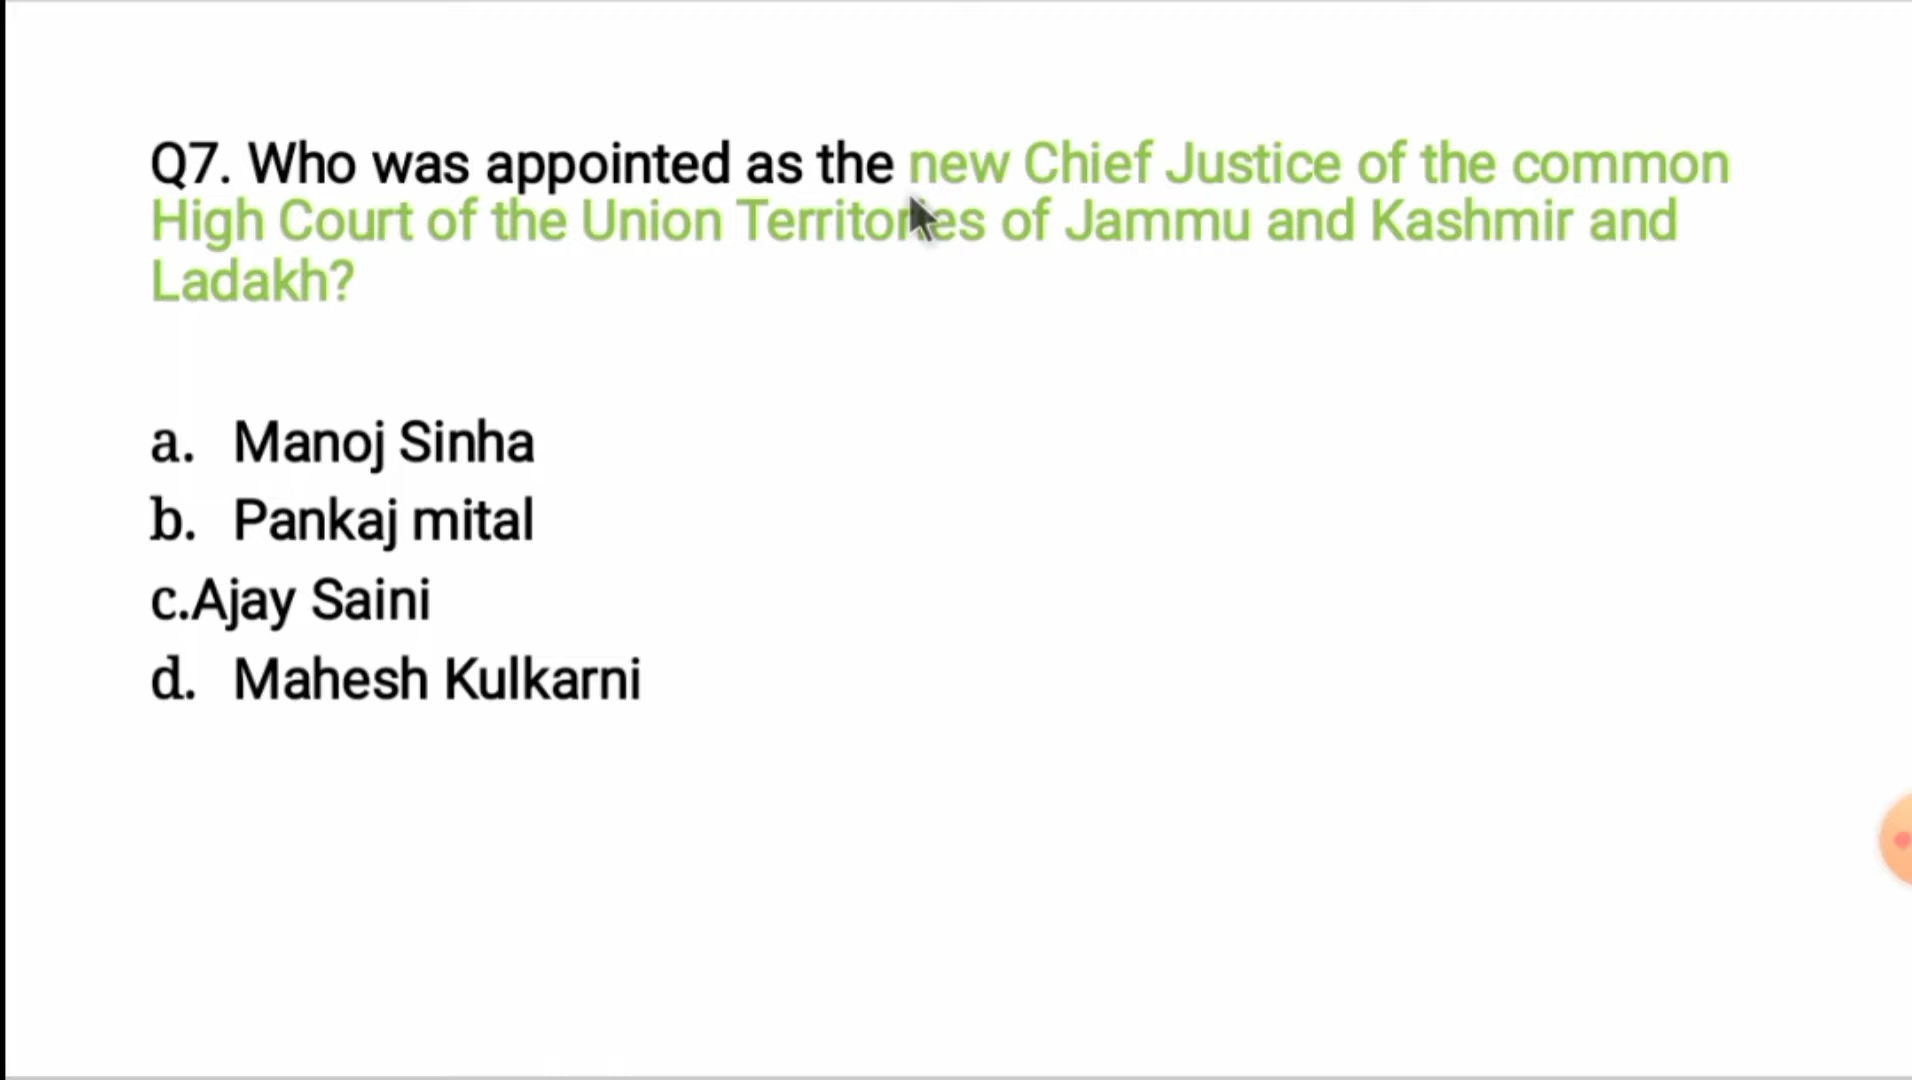 Q7. Who was appointed as the new Chief Justice of the common
High Court of the Union Territories of Jammu and Kashmir and
Ladakh?
a. Manoj Sinha
b. Pankaj mital
c.Ajay Saini
d. Mahesh Kulkarni